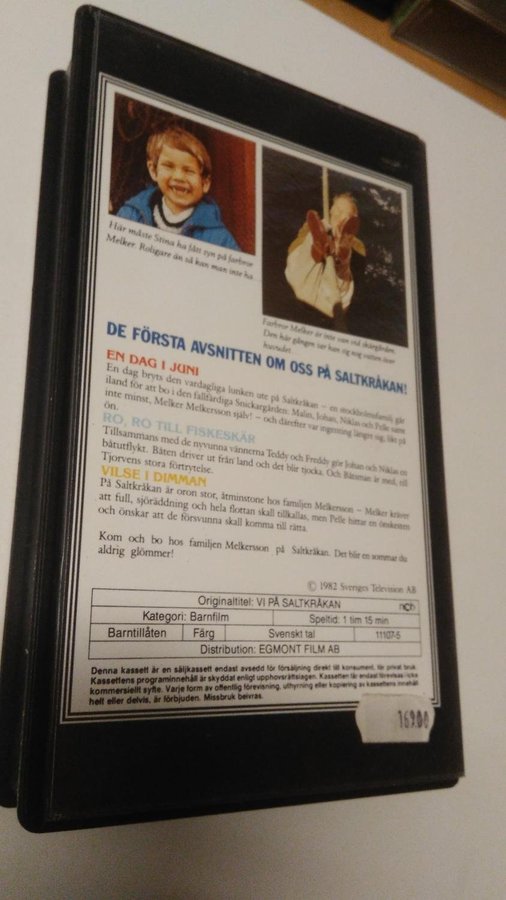 Här måste Stina ha fått syn på farbror
Melker. Roligare än så kan man inte ha.
Farbror Melker är inte van vid skärgården.
Den här gången tar han sig nog vatten över
huvudet.
DE FÖRSTA AVSNITTEN OM OSS PÅ SALTKRÅKAN!
EN DAG I JUNI
En dag bryts den vardagliga lunken ute på Saltkråkan – en stockholmsfamilj går
iland för att bo i den fallfärdiga Snickargården: Malin, Johan, Niklas och Pelle samt
inte minst, Melker Melkersson själv! – och därefter var ingenting längre sig likt på
ön.
RO, RO TILL FISKESKÄR
Tillsammans med de nyvunna vännerna Teddy och Freddy gör Johan och Niklas en
båtutflykt. Båten driver ut från land och det blir tjocka. Och Båtsman är med, till
Tjorvens stora förtrytelse.
VILSE I DIMMAN
På Saltkråkan är oron stor, åtminstone hos familjen Melkersson – Melker kräver
att full, sjöräddning och hela flottan skall tillkallas, men Pelle hittar en önskesten
och önskar att de försvunna skall komma till rätta.
Kom och bo hos familjen Melkersson på Saltkråkan. Det blir en sommar du
aldrig glömmer!
© 1982 Sveriges Television AB
Originaltitel: VI PÅ SALTKRÅKAN
Kategori: Barnfilm Speltid: 1 tim 15 min
Barntillåten Färg Svenskt tal 11107-5
Distribution: EGMONT FILM AB
Denna kassett är en säljkassett endast avsedd för försäljning direkt till konsument, för privat bruk.
Kassettens programinnehåll är skyddat enligt upphovsrättslagen. Kassetten får endast förevisas i icke
kommersiellt syfte. Varje form av offentlig förevisning, uthyrning eller kopiering av kassettens innehåll
helt eller delvis, är förbjuden. Missbruk beivras.
169.00